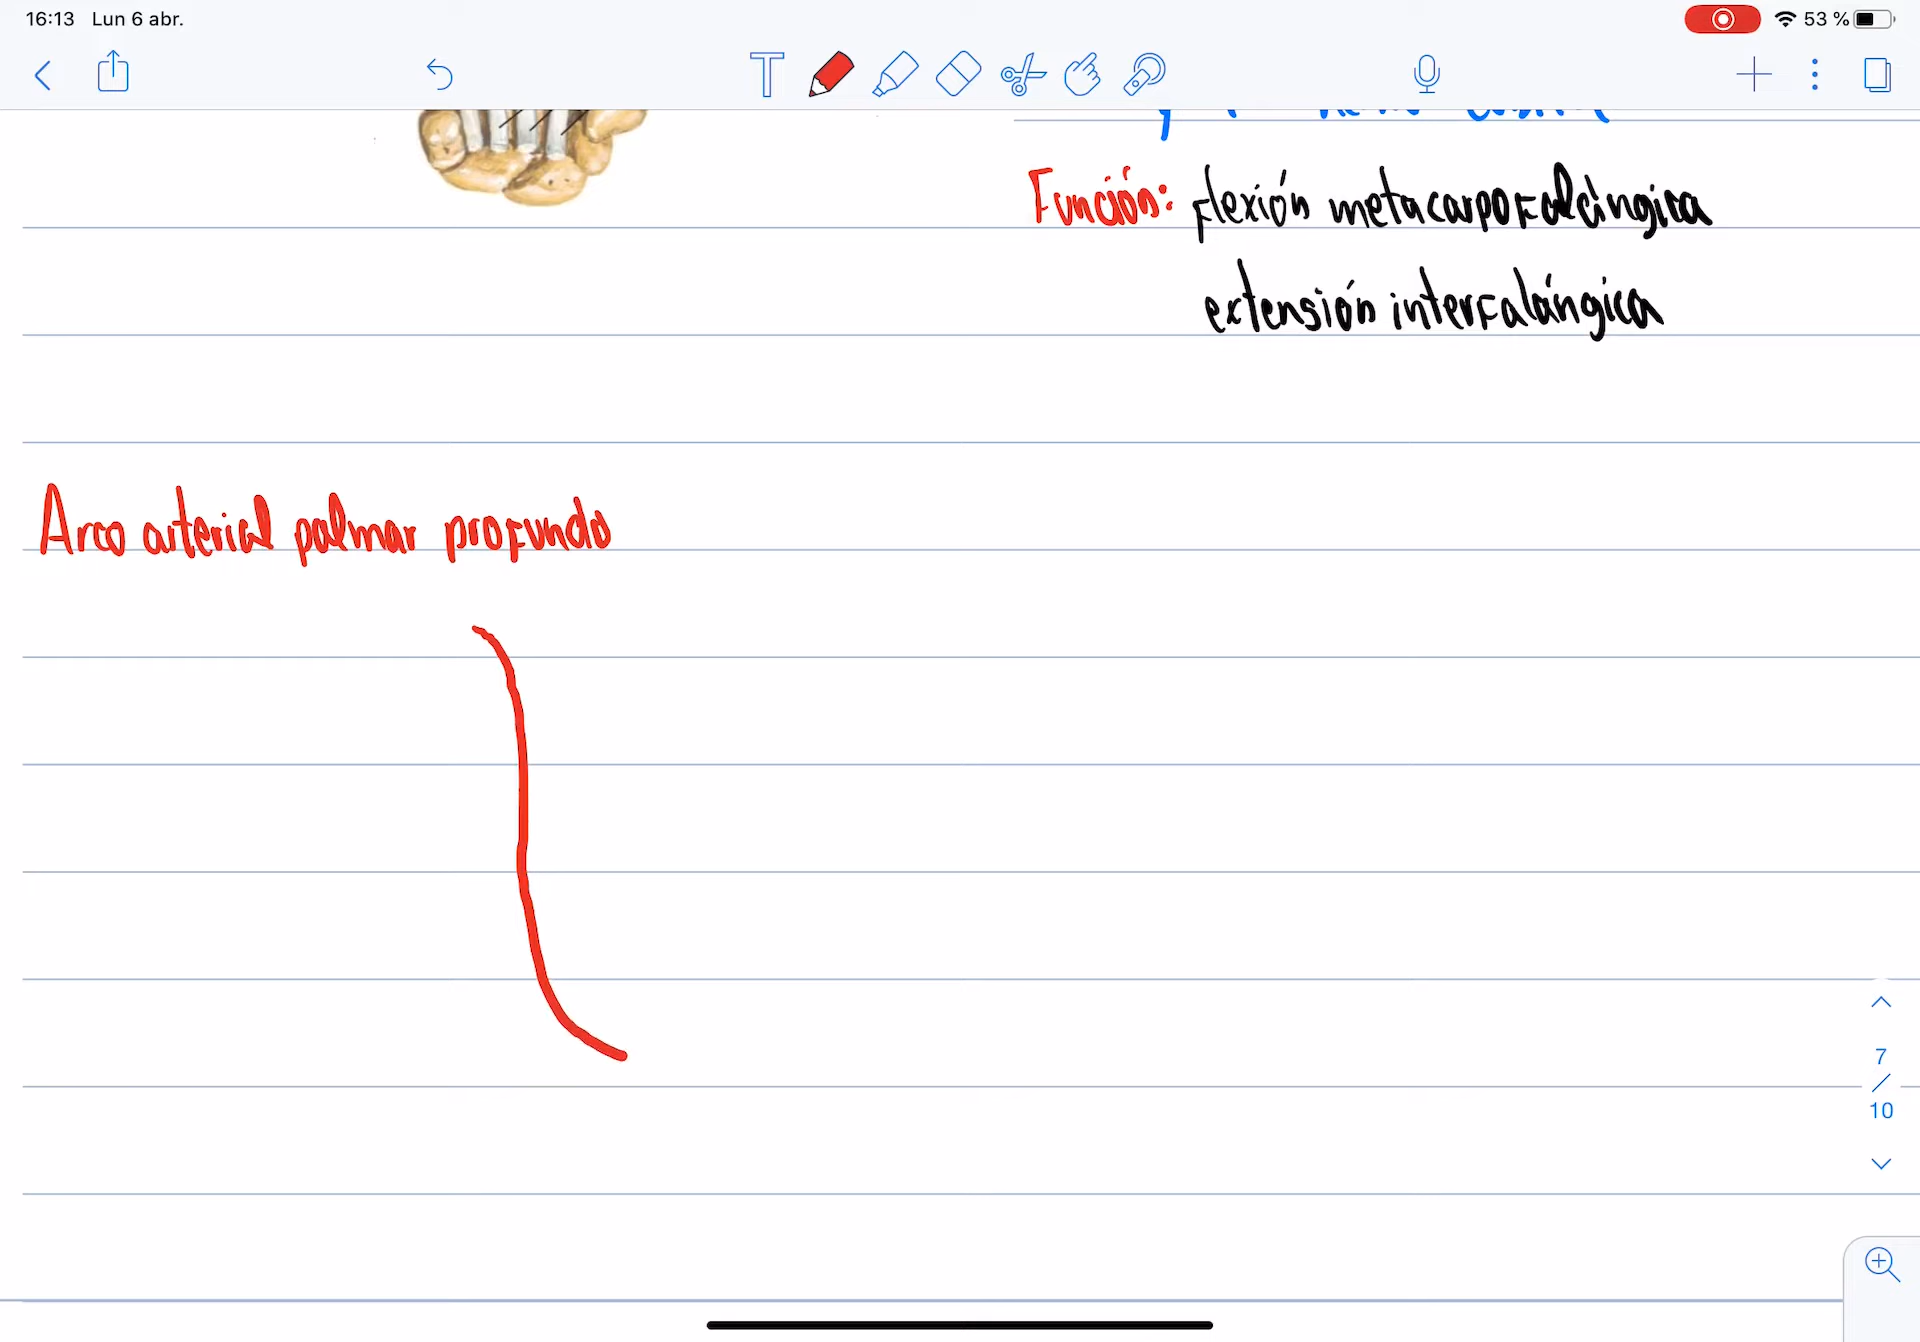 16:13 Lun 6 abr.
53 %
Función: Flexión metacarpofalángica
extensión interfalángica
Arco arterial palmar profundo
7
/
10